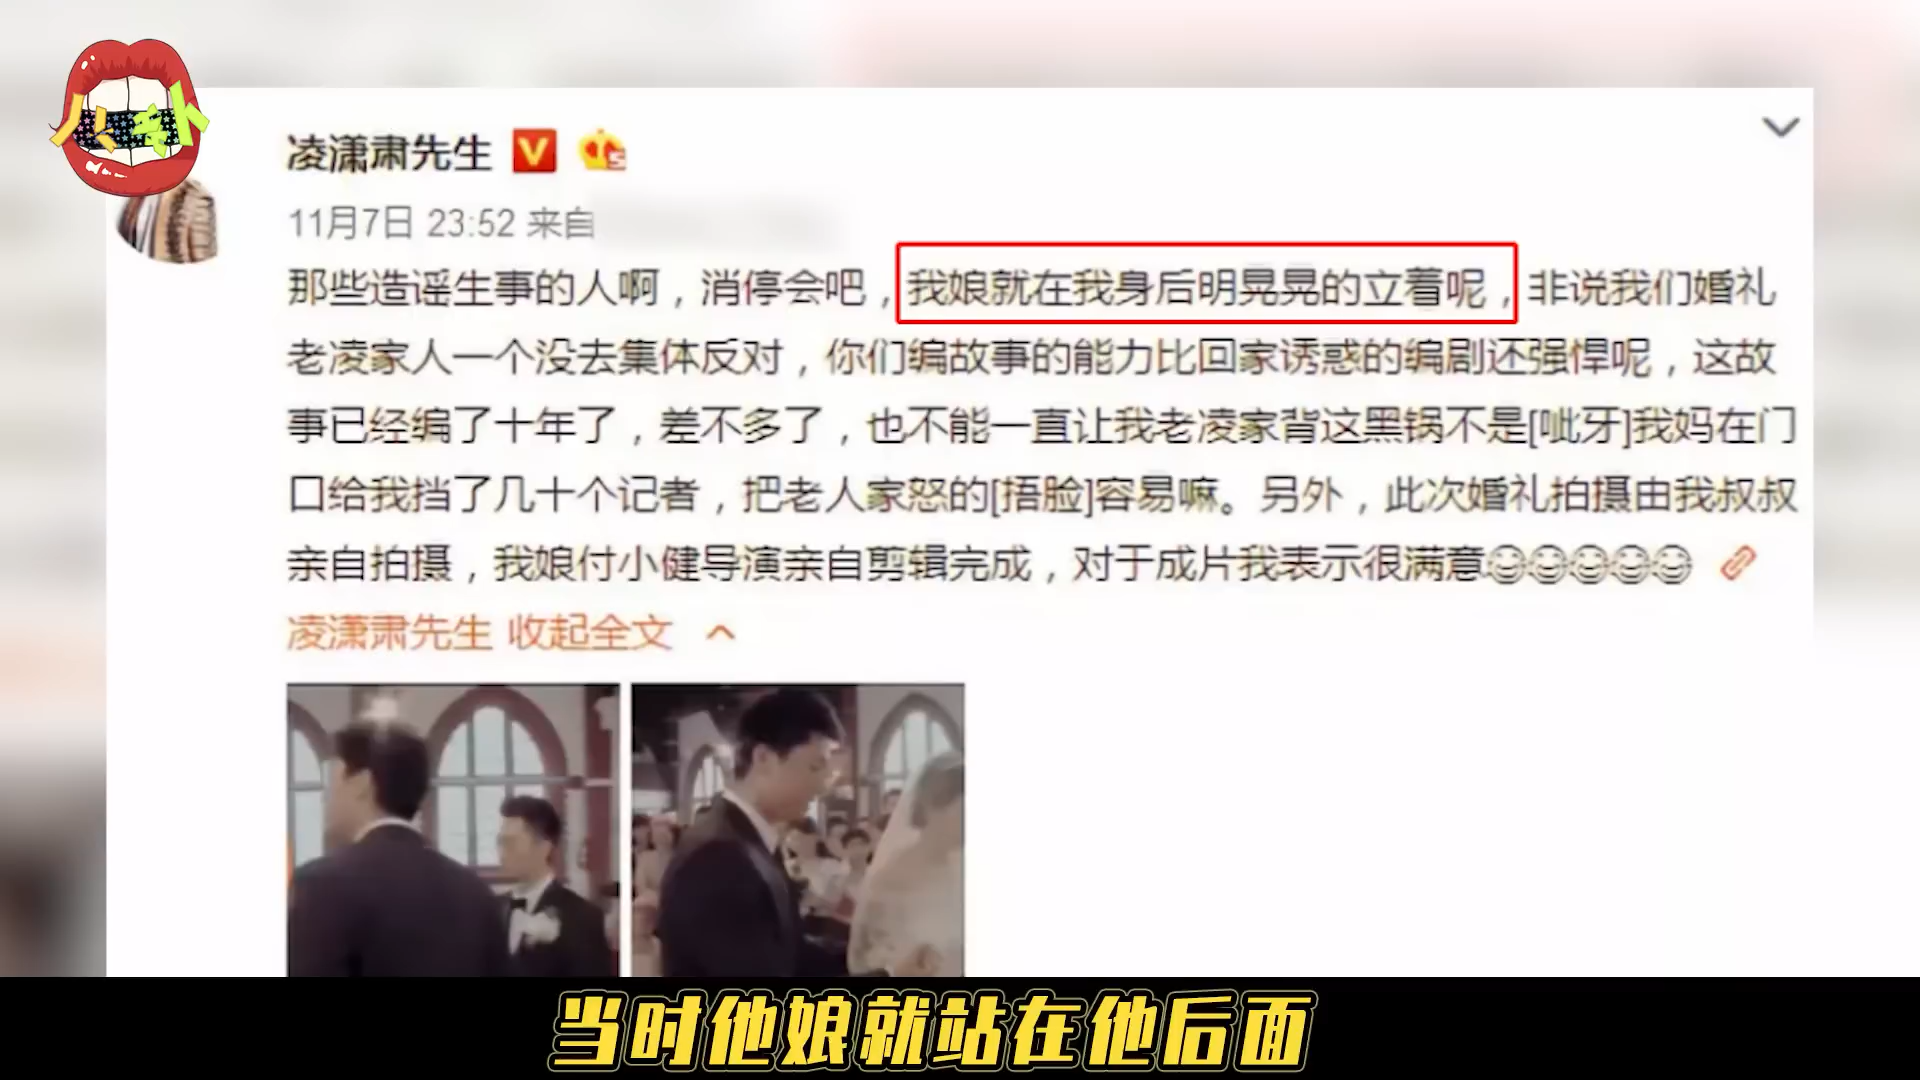 八卦
凌潇肃先生 V 5
11月7日 23:52 来自
那些造谣生事的人啊，消停会吧，我娘就在我身后明晃晃的立着呢，非说我们婚礼
老凌家人一个没去集体反对，你们编故事的能力比回家诱惑的编剧还强悍呢，这故
事已经编了十年了，差不多了，也不能一直让我老凌家背这黑锅不是[呲牙]我妈在门
口给我挡了几十个记者，把老人家怒的[捂脸]容易嘛。另外，此次婚礼拍摄由我叔叔
亲自拍摄，我娘付小健导演亲自剪辑完成，对于成片我表示很满意
凌潇肃先生 收起全文
当时他娘就站在他后面